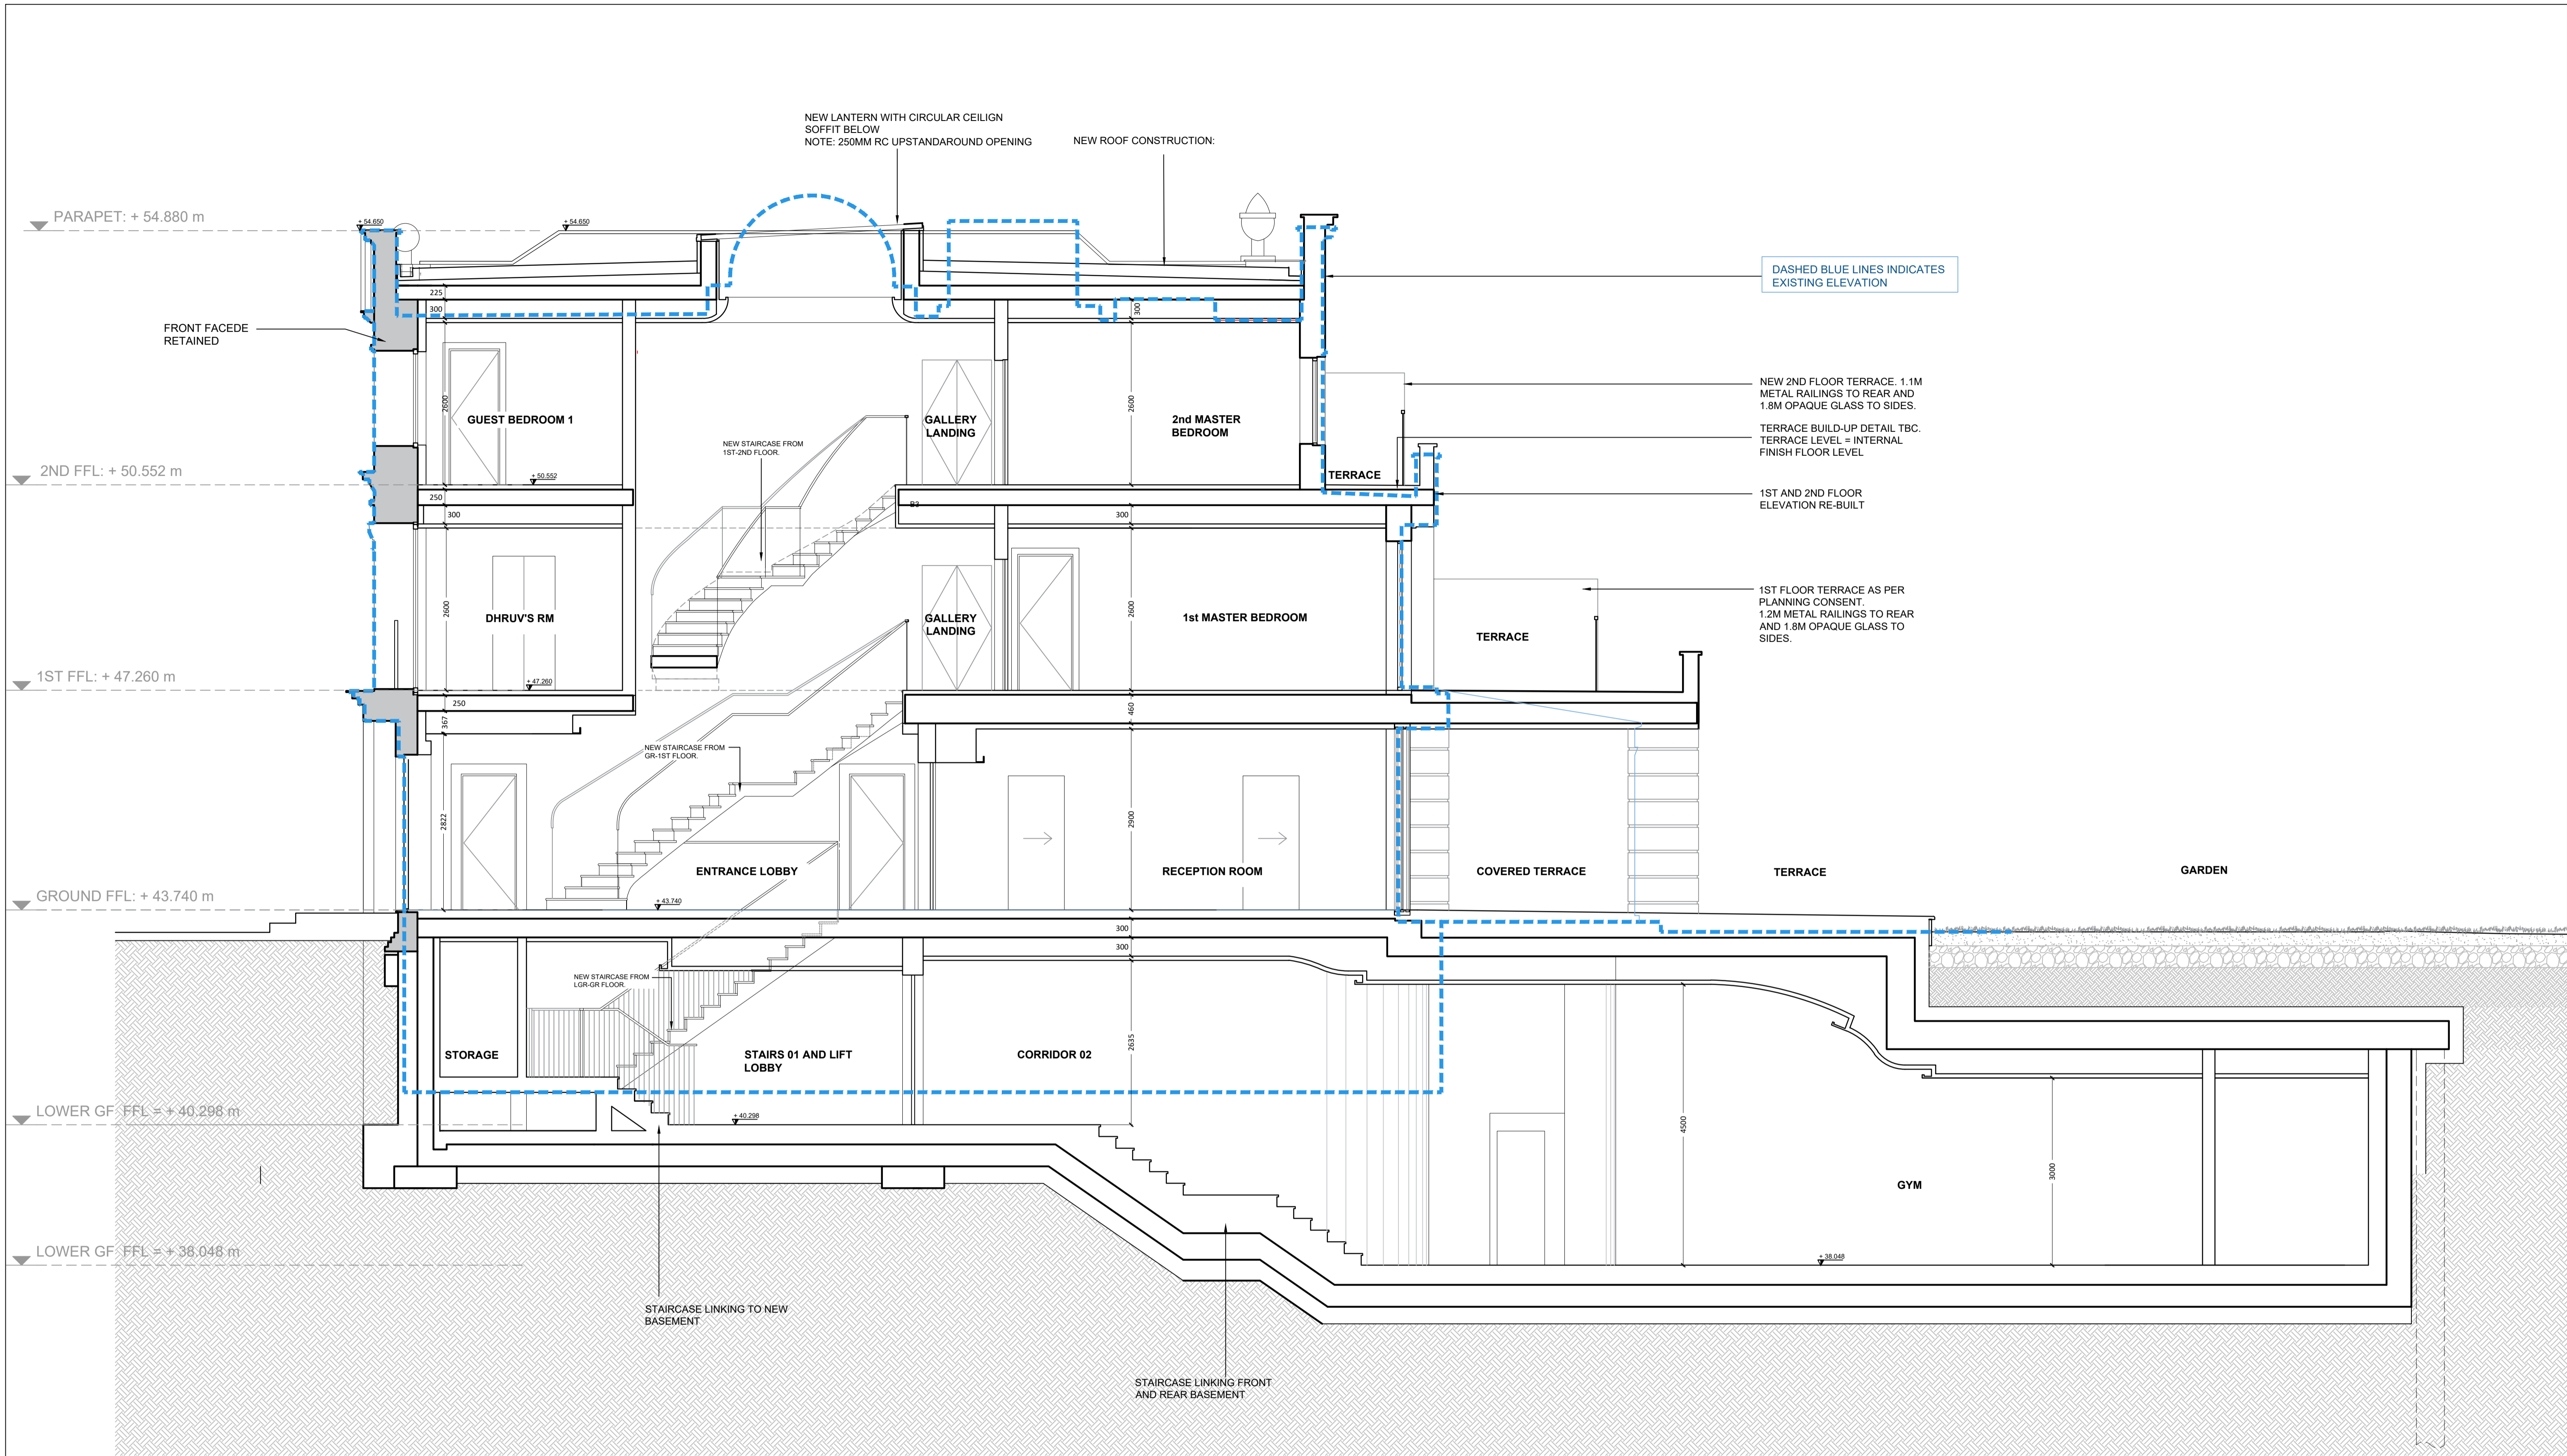 NEW LANTERN WITH CIRCULAR CEILIGN
SOFFIT BELOW
NOTE: 250MM RC UPSTANDAROUND OPENING
NEW ROOF CONSTRUCTION:
PARAPET: + 54.880 m
+ 54.650
+ 54.650
DASHED BLUE LINES INDICATES
EXISTING ELEVATION
225
300
300
FRONT FACEDE
RETAINED
NEW 2ND FLOOR TERRACE. 1.1M
METAL RAILINGS TO REAR AND
1.8M OPAQUE GLASS TO SIDES.
2600
2600
GUEST BEDROOM 1
GALLERY
LANDING
2nd MASTER
BEDROOM
TERRACE BUILD-UP DETAIL TBC.
TERRACE LEVEL = INTERNAL
FINISH FLOOR LEVEL
NEW STAIRCASE FROM
1ST-2ND FLOOR.
2ND FFL: + 50.552 m
+ 50.552
TERRACE
250
B3
1ST AND 2ND FLOOR
ELEVATION RE-BUILT
300
300
1ST FLOOR TERRACE AS PER
PLANNING CONSENT.
1.2M METAL RAILINGS TO REAR
AND 1.8M OPAQUE GLASS TO
SIDES.
2600
2600
DHRUV'S RM
GALLERY
LANDING
1st MASTER BEDROOM
TERRACE
1ST FFL: + 47.260 m
+ 47.260
250
367
460
NEW STAIRCASE FROM
GR-1ST FLOOR.
2822
2900
ENTRANCE LOBBY
RECEPTION ROOM
COVERED TERRACE
TERRACE
GARDEN
GROUND FFL: + 43.740 m
+ 43.740
300
300
NEW STAIRCASE FROM
LGR-GR FLOOR.
2635
STORAGE
STAIRS 01 AND LIFT
LOBBY
CORRIDOR 02
LOWER GF FFL = + 40.298 m
+ 40.298
4500
3000
GYM
LOWER GF FFL = + 38.048 m
+ 38.048
STAIRCASE LINKING TO NEW
BASEMENT
STAIRCASE LINKING FRONT
AND REAR BASEMENT